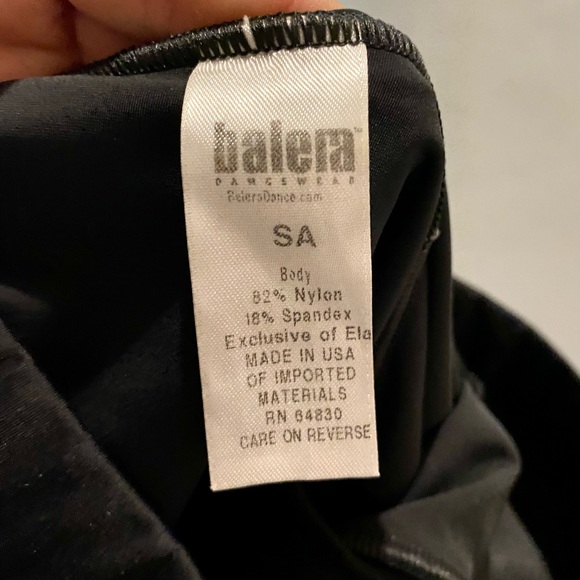 balera™
DANCEWEAR
BaleraDance.com
SA
Body
82% Nylon
18% Spandex
Exclusive of Ela
MADE IN USA
OF IMPORTED
MATERIALS
RN 64830
CARE ON REVERSE